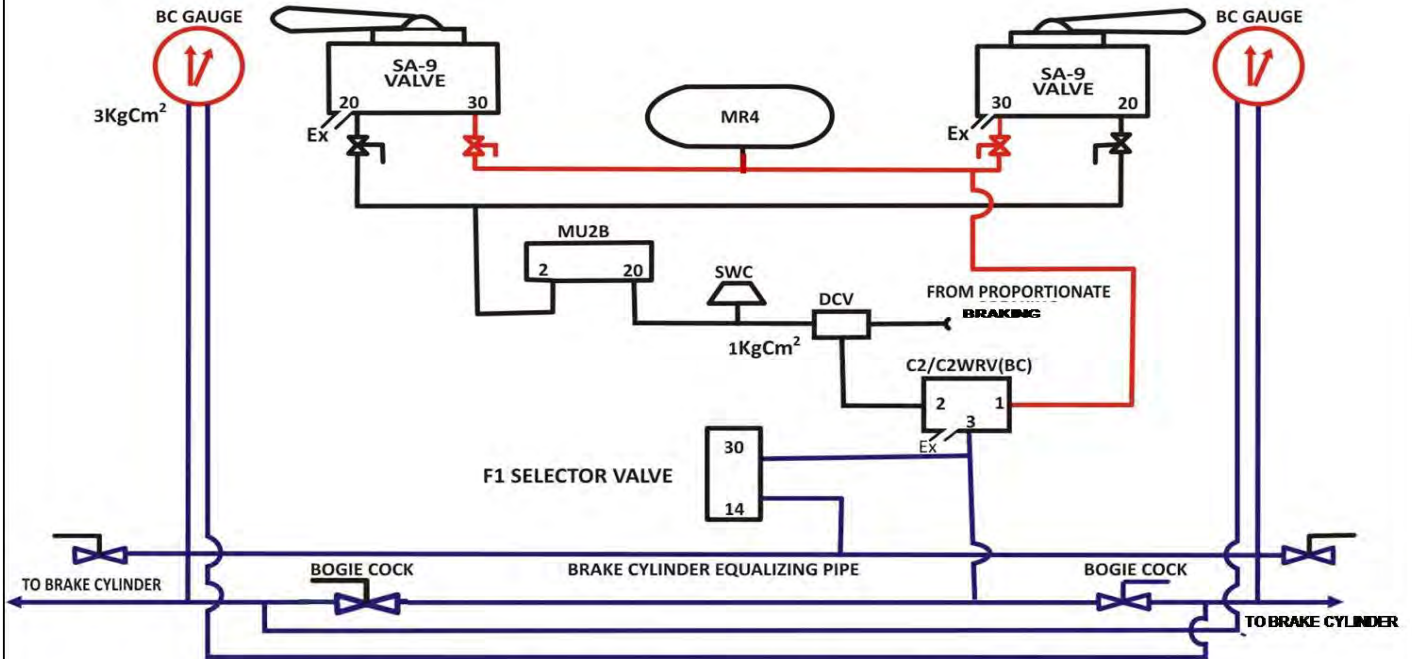 BC GAUGE
BC GAUGE
SA-9
VALVE
20 30
SA-9
VALVE
30 20
3KgCm²
Ex
MR4
Ex
MU2B
2 20
SWC
DCV
FROM PROPORTIONATE
BRAKING
1KgCm²
C2/C2WRV(BC)
2 1
3
Ex
F1 SELECTOR VALVE
30
14
TO BRAKE CYLINDER
BOGIE COCK
BRAKE CYLINDER EQUALIZING PIPE
BOGIE COCK
TO BRAKE CYLINDER